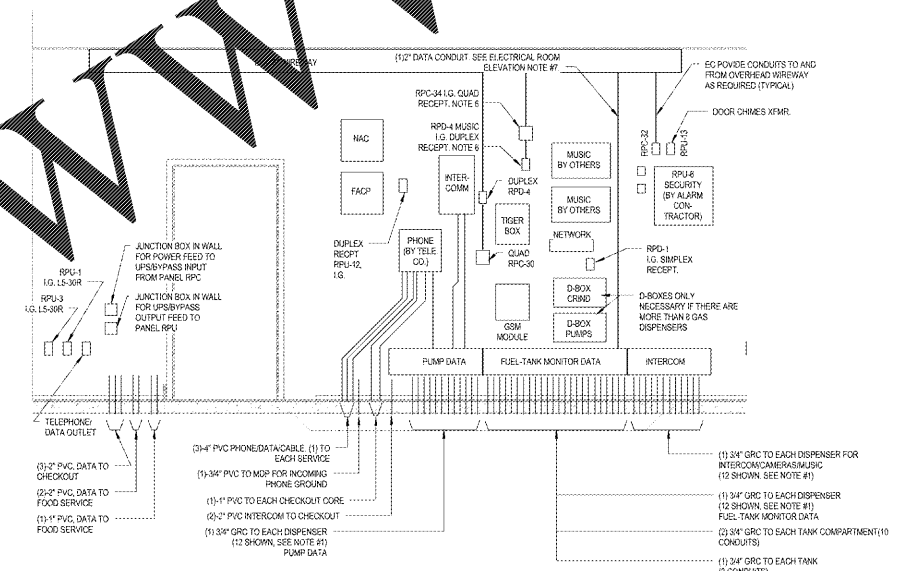 (1)2" DATA CONDUIT. SEE ELECTRICAL ROOM
ELEVATION NOTE #7.
EC POVIDE CONDUITS TO AND
FROM OVERHEAD WIREWAY
AS REQUIRED (TYPICAL)
RPC-34 I.G. QUAD
RECEPT. NOTE 6
DOOR CHIMES XFMR.
RPD-4 MUSIC
I.G. DUPLEX
RECEPT. NOTE 6
RPC-32
RPU-13
NAC
INTER-
COMM
MUSIC
BY OTHERS
FACP
DUPLEX
RPD-4
MUSIC
BY OTHERS
RPU-6
SECURITY
(BY ALARM
CON-
TRACTOR)
TIGER
BOX
DUPLEX
RECPT
RPU-12,
I.G.
PHONE
(BY TELE
CO.)
NETWORK
QUAD
RPC-30
RPD-1
I.G. SIMPLEX
RECEPT.
JUNCTION BOX IN WALL
FOR POWER FEED TO
UPS/BYPASS INPUT
FROM PANEL RPC
RPU-1
I.G. L5-30R
RPU-3
I.G. L5-30R
JUNCTION BOX IN WALL
FOR UPS/BYPASS
OUTPUT FEED TO
PANEL RPU
D-BOX
CRIND
D-BOXES ONLY
NECESSARY IF THERE ARE
MORE THAN 8 GAS
DISPENSERS
GSM
MODULE
D-BOX
PUMPS
PUMP DATA
FUEL-TANK MONITOR DATA
INTERCOM
TELEPHONE/
DATA OUTLET
(3)-2" PVC, DATA TO
CHECKOUT
(2)-2" PVC, DATA TO
FOOD SERVICE
(1)-1" PVC, DATA TO
FOOD SERVICE
(3)-4" PVC PHONE/DATA/CABLE, (1) TO
EACH SERVICE
(1)-3/4" PVC TO MDP FOR INCOMING
PHONE GROUND
(1)-1" PVC TO EACH CHECKOUT CORE
(2)-2" PVC INTERCOM TO CHECKOUT
(1) 3/4" GRC TO EACH DISPENSER
(12 SHOWN, SEE NOTE #1)
PUMP DATA
(1) 3/4" GRC TO EACH DISPENSER FOR
INTERCOM/CAMERAS/MUSIC
(12 SHOWN, SEE NOTE #1)
(1) 3/4" GRC TO EACH DISPENSER
(12 SHOWN, SEE NOTE #1)
FUEL-TANK MONITOR DATA
(2) 3/4" GRC TO EACH TANK COMPARTMENT(10
CONDUITS)
(1) 3/4" GRC TO EACH TANK